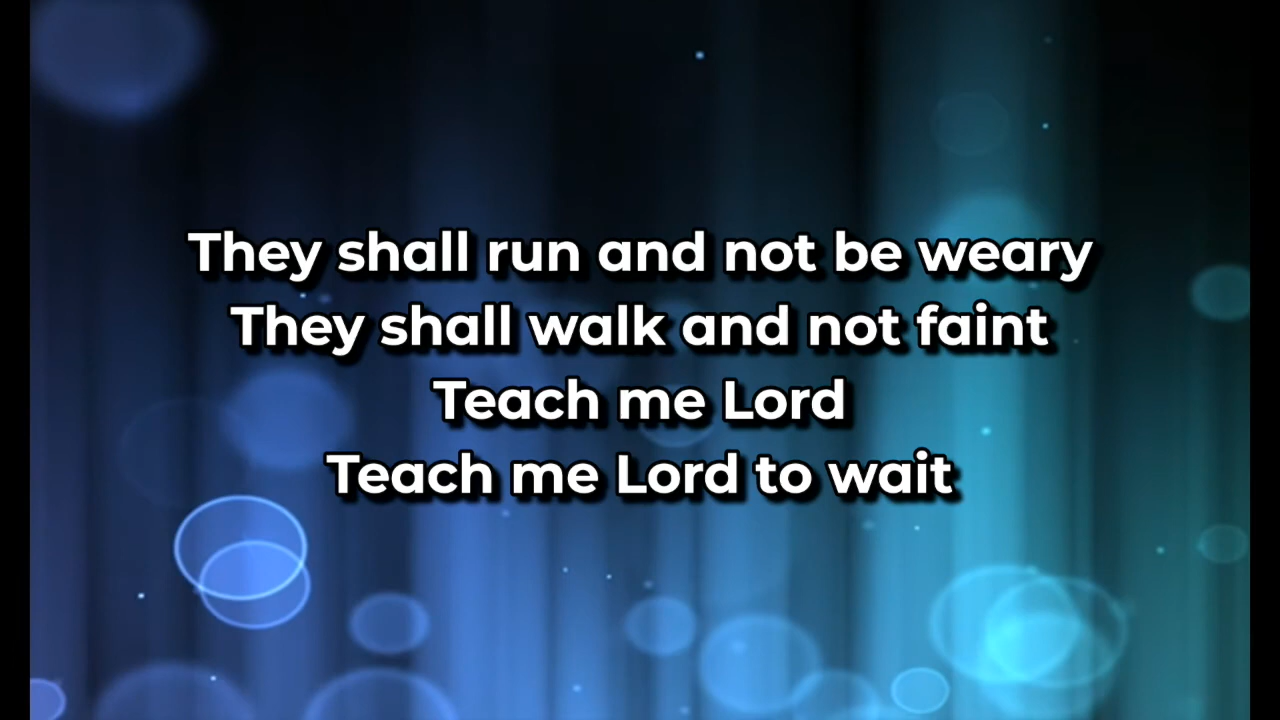 They shall run and not be weary
They shall walk and not faint
Teach me Lord
Teach me Lord to wait